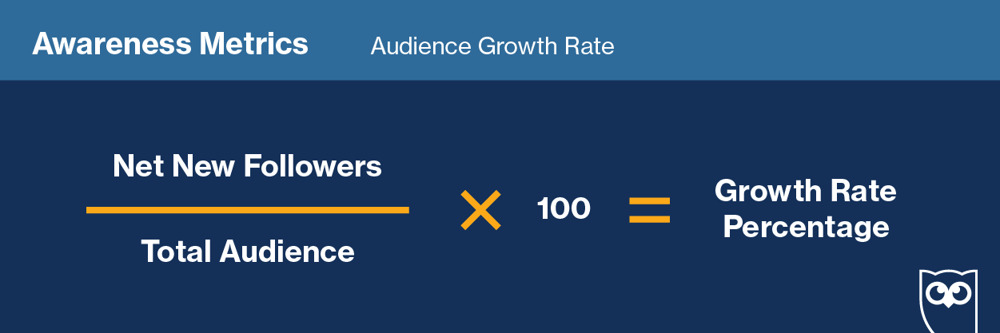 Awareness Metrics Audience Growth Rate
Net New Followers
Total Audience
× 100 =
Growth Rate
Percentage